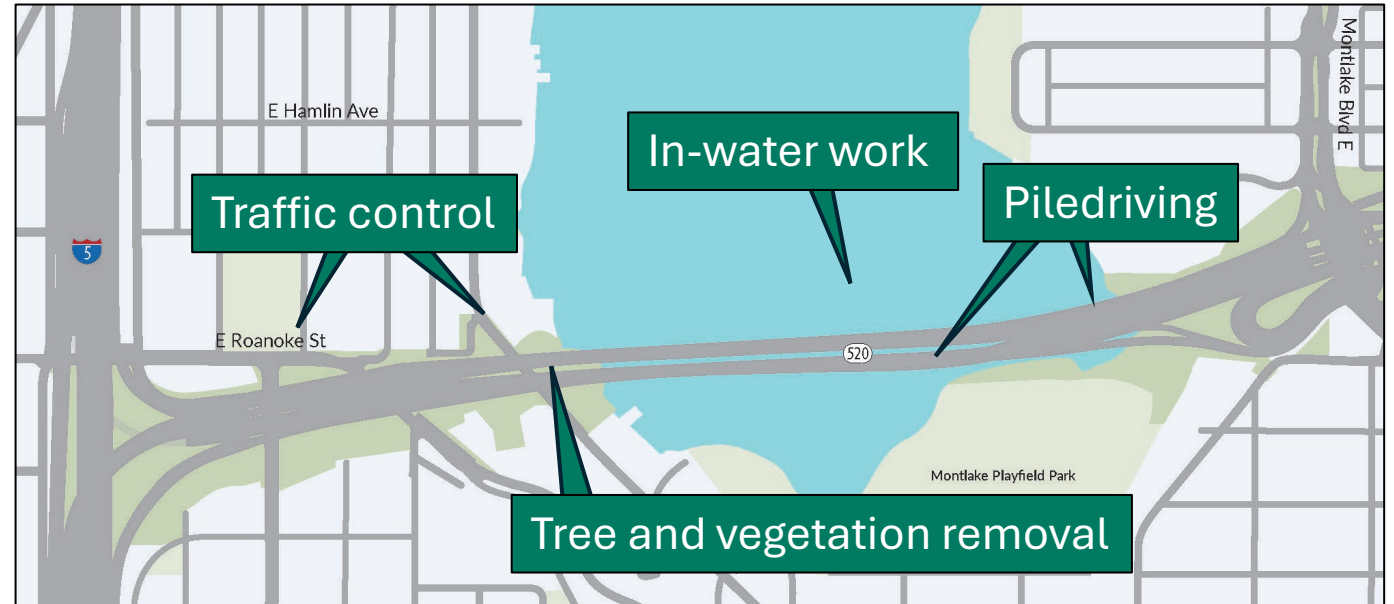 E Hamlin Ave
Montlake Blvd E
In-water work
Traffic control
Piledriving
5
E Roanoke St
520
Montlake Playfield Park
Tree and vegetation removal